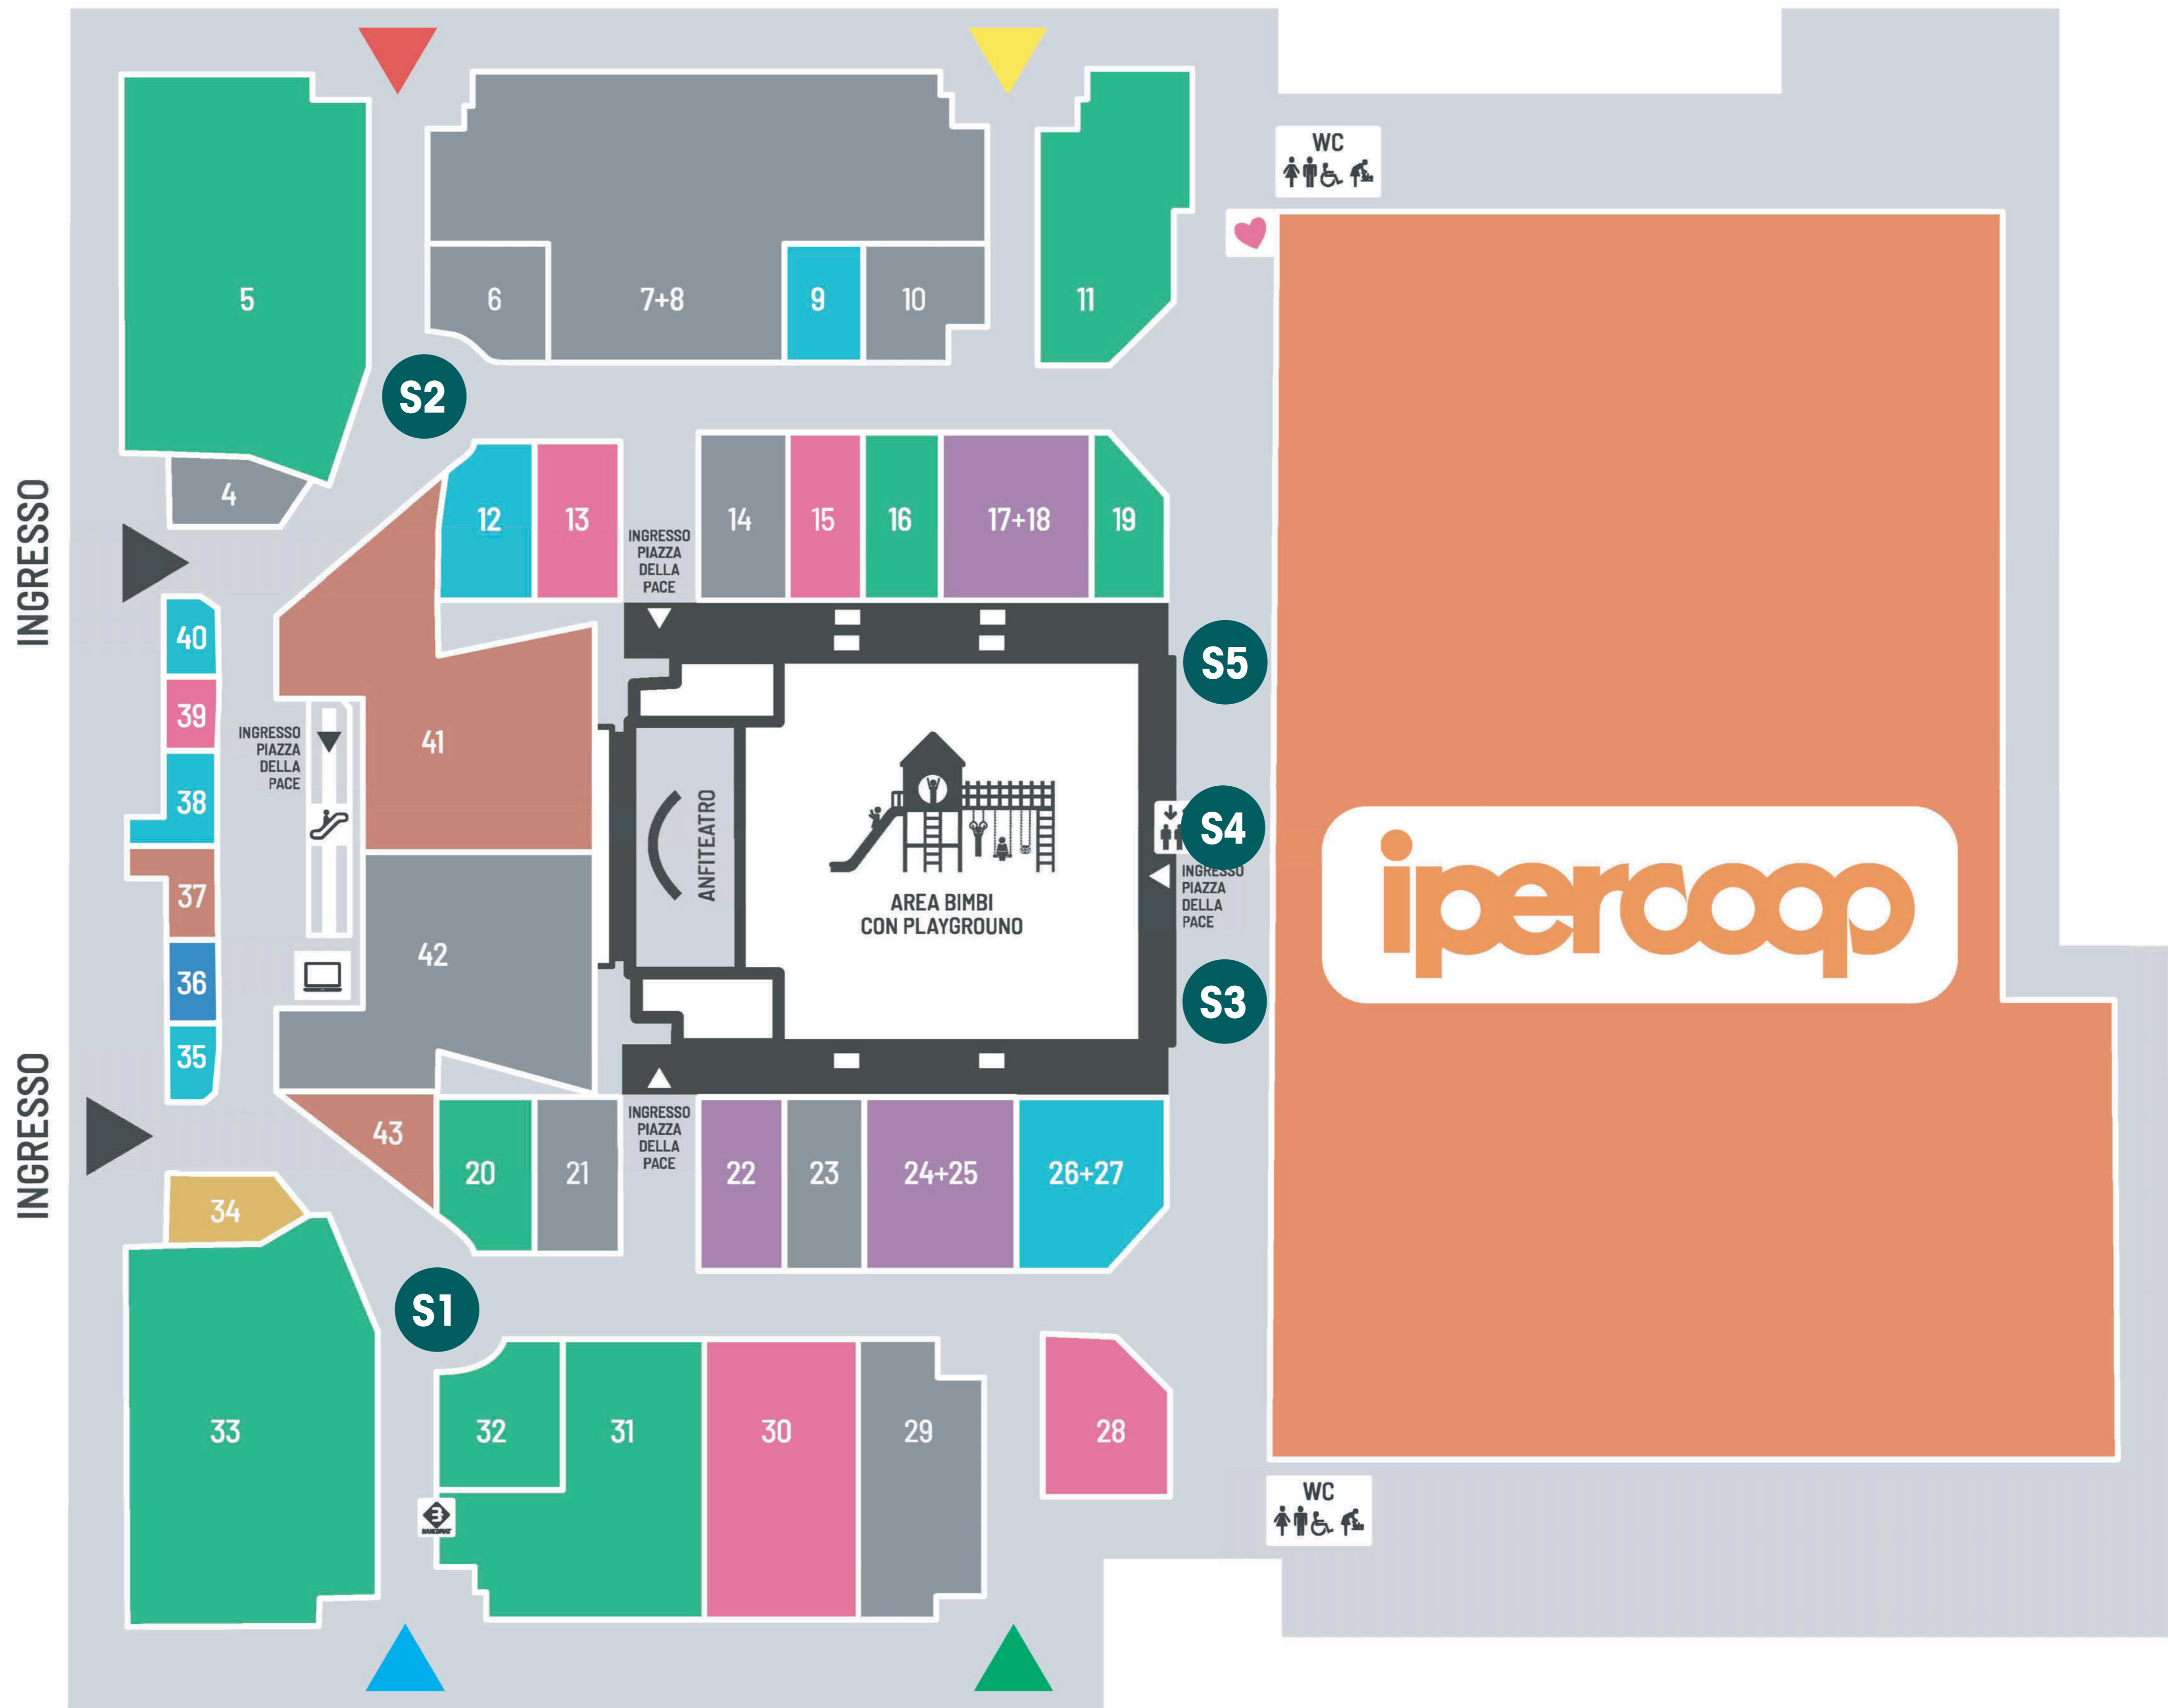 WC
5
6
7+8
9
10
11
S2
4
12
13
14
15
16
17+18
19
INGRESSO
PIAZZA
DELLA
PACE
INGRESSO
40
39
38
37
36
35
INGRESSO
PIAZZA
DELLA
PACE
41
42
43
ANFITEATRO
AREA BIMBI
CON PLAYGROUNO
S5
S4
INGRESSO
PIAZZA
DELLA
PACE
S3
ipercoop
INGRESSO
34
20
21
INGRESSO
PIAZZA
DELLA
PACE
22
23
24+25
26+27
S1
33
32
31
30
29
28
BANCOMAT
WC